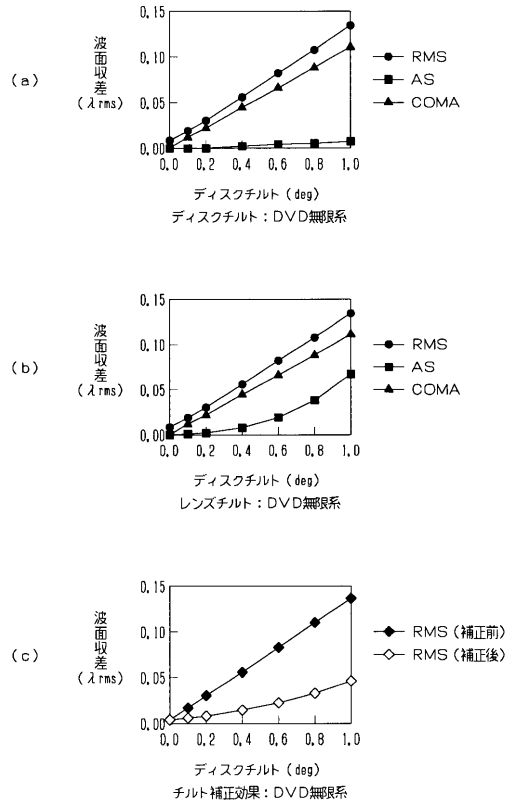 (a)
波面収差
(λrms)
0.15
0.10
0.05
0.00
0.0 0.2 0.4 0.6 0.8 1.0
RMS
AS
COMA
ディスクチルト(deg)
ディスクチルト:DVD無限系
(b)
波面収差
(λrms)
0.15
0.10
0.05
0.00
0.0 0.2 0.4 0.6 0.8 1.0
RMS
AS
COMA
ディスクチルト(deg)
レンズチルト:DVD無限系
(c)
波面収差
(λrms)
0.15
0.10
0.05
0.00
0.0 0.2 0.4 0.6 0.8 1.0
RMS(補正前)
RMS(補正後)
ディスクチルト(deg)
チルト補正効果:DVD無限系